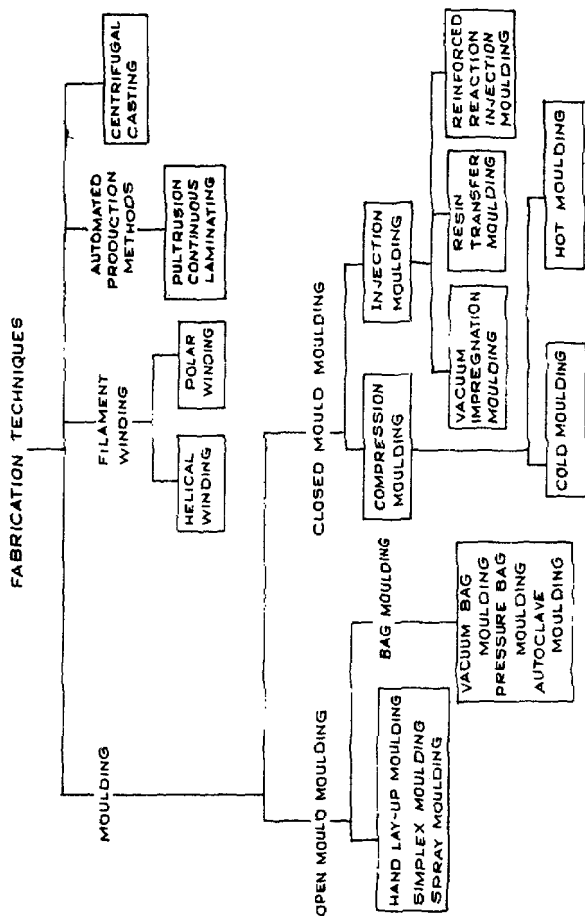 FABRICATION TECHNIQUES
MOULDING
FILAMENT
WINDING
AUTOMATED
PRODUCTION
METHODS
CENTRIFUGAL
CASTING
HELICAL
WINDING
POLAR
WINDING
PULTRUSION
CONTINUOUS
LAMINATING
OPEN MOULD MOULDING
CLOSED MOULD MOULDING
HAND LAY-UP MOULDING
SIMPLEX MOULDING
SPRAY MOULDING
BAG MOULDING
VACUUM BAG
MOULDING
PRESSURE BAG
MOULDING
AUTOCLAVE
MOULDING
COMPRESSION
MOULDING
INJECTION
MOULDING
VACUUM
IMPREGNATION
MOULDING
RESIN
TRANSFER
MOULDING
REINFORCED
REACTION
INJECTION
MOULDING
COLD MOULDING
HOT MOULDING